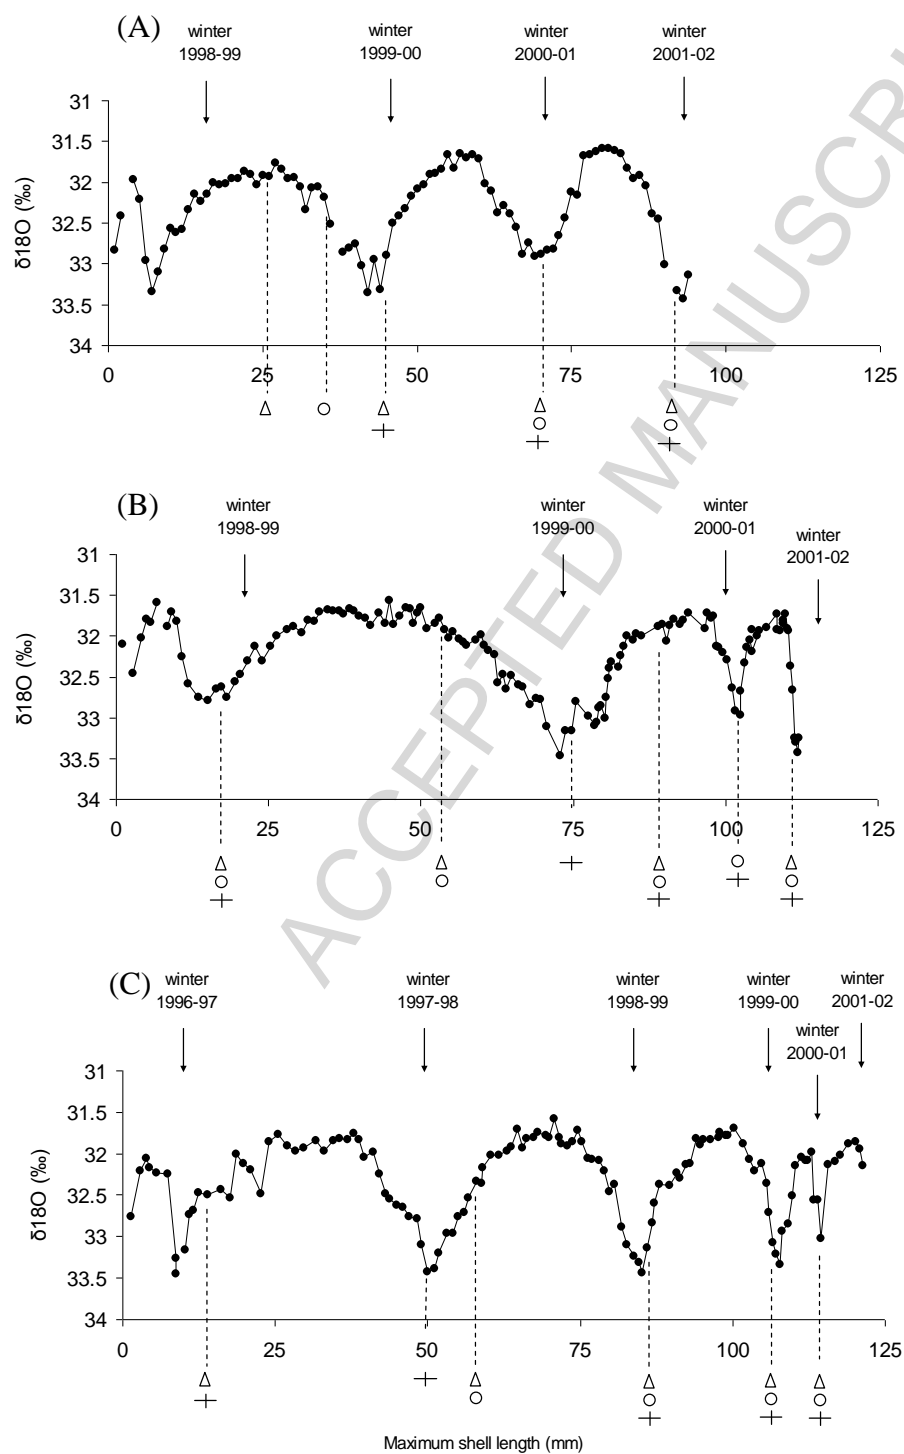 (A)
winter
1998-99
winter
1999-00
winter
2000-01
winter
2001-02
δ18O (‰)
31
31.5
32
32.5
33
33.5
34
0 25 50 75 100 125
(B)
winter
1998-99
winter
1999-00
winter
2000-01
winter
2001-02
δ18O (‰)
31
31.5
32
32.5
33
33.5
34
0 25 50 75 100 125
(C)
winter
1996-97
winter
1997-98
winter
1998-99
winter
1999-00
winter
2001-02
winter
2000-01
δ18O (‰)
31
31.5
32
32.5
33
33.5
34
0 25 50 75 100 125
Maximum shell length (mm)
ACCEPTED MANUSCRI